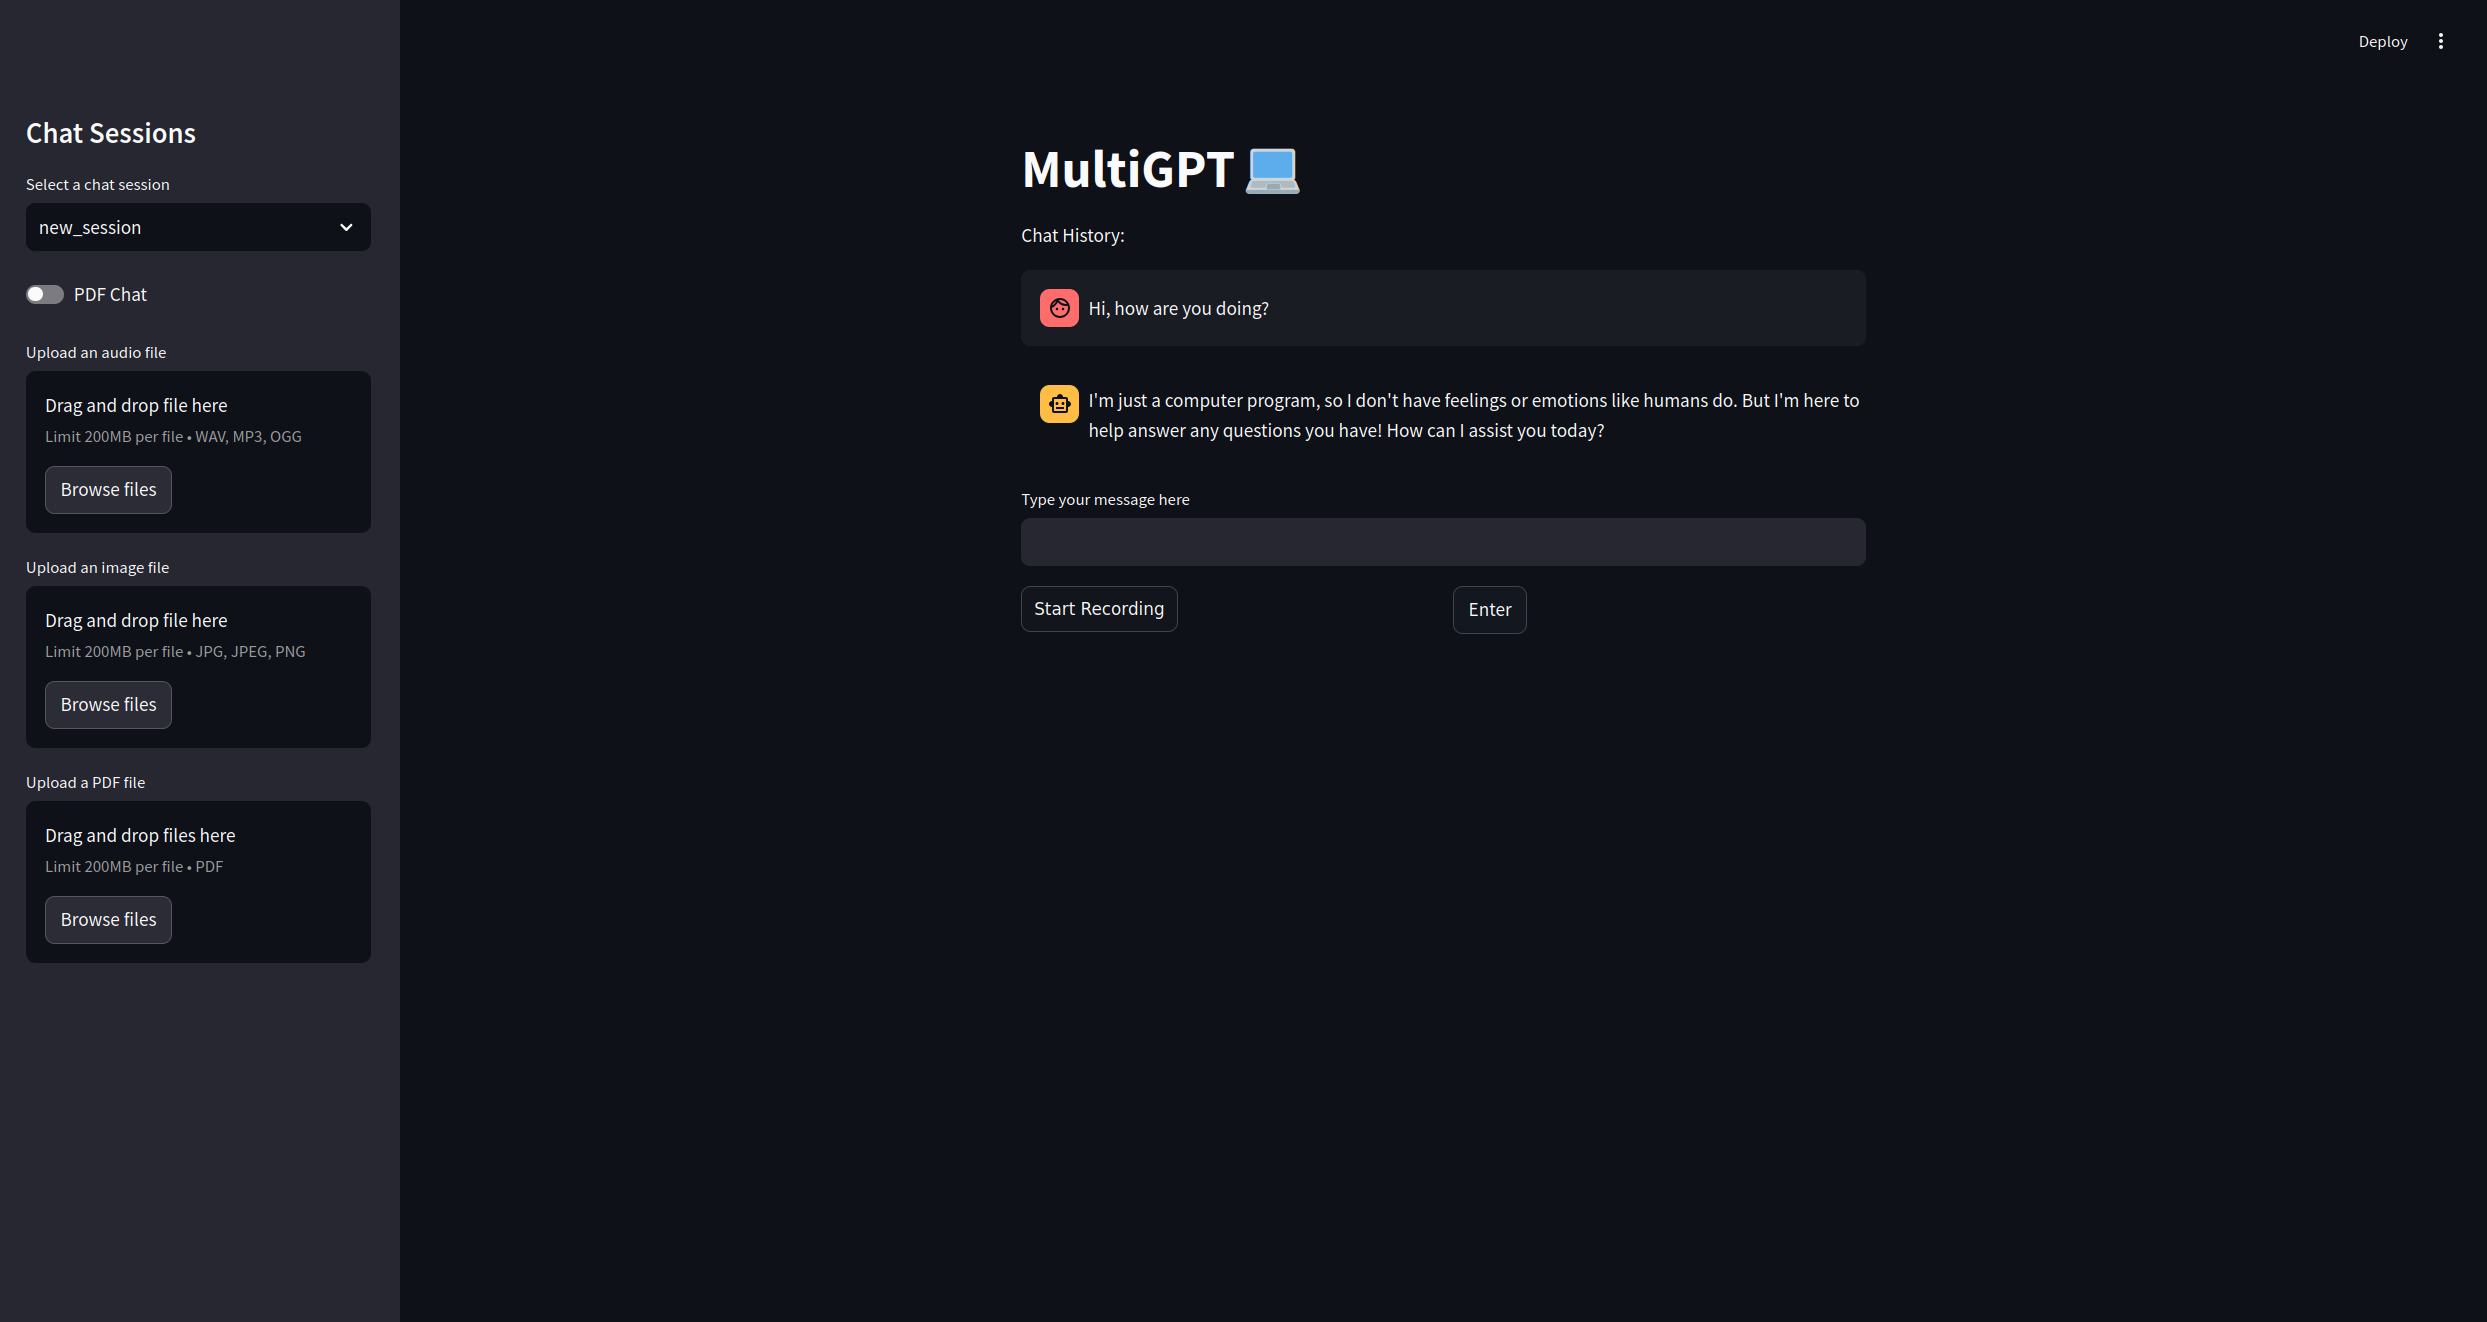 Deploy
Chat Sessions
Select a chat session
new_session
PDF Chat
Upload an audio file
Drag and drop file here
Limit 200MB per file • WAV, MP3, OGG
Browse files
Upload an image file
Drag and drop file here
Limit 200MB per file • JPG, JPEG, PNG
Browse files
Upload a PDF file
Drag and drop files here
Limit 200MB per file • PDF
Browse files
MultiGPT
Chat History:
Hi, how are you doing?
I'm just a computer program, so I don't have feelings or emotions like humans do. But I'm here to
help answer any questions you have! How can I assist you today?
Type your message here
Start Recording
Enter